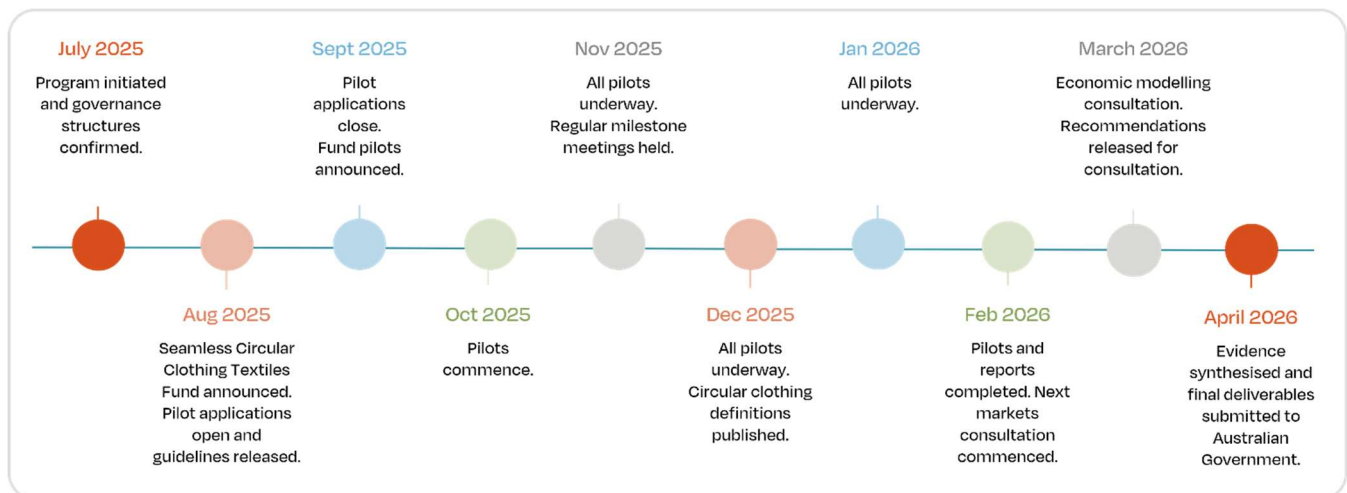 July 2025
Program initiated
and governance
structures
confirmed.
Aug 2025
Seamless Circular
Clothing Textiles
Fund announced.
Pilot applications
open and
guidelines released.
Sept 2025
Pilot
applications
close.
Fund pilots
announced.
Oct 2025
Pilots
commence.
Nov 2025
All pilots
underway.
Regular milestone
meetings held.
Dec 2025
All pilots
underway.
Circular clothing
definitions
published.
Jan 2026
All pilots
underway.
Feb 2026
Pilots and
reports
completed. Next
markets
consultation
commenced.
March 2026
Economic modelling
consultation.
Recommendations
released for
consultation.
April 2026
Evidence
synthesised and
final deliverables
submitted to
Australian
Government.